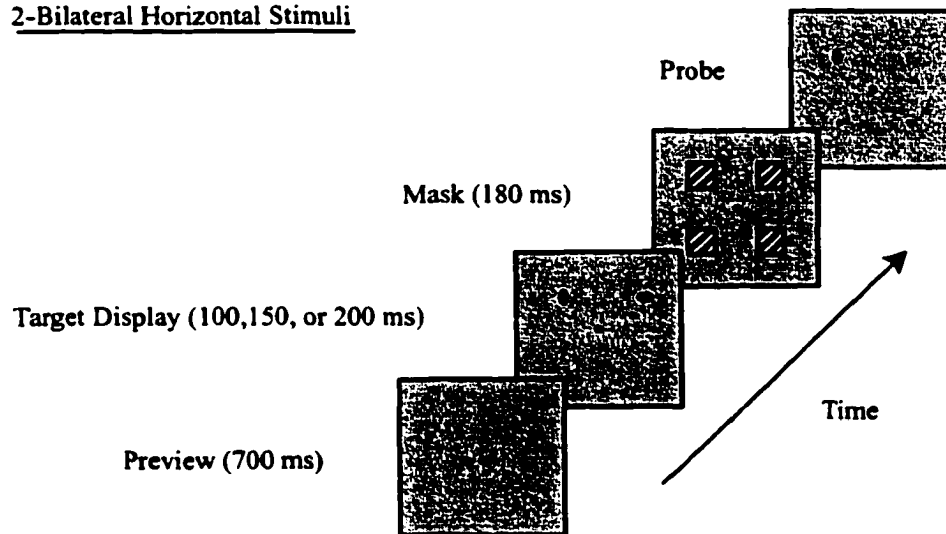 2-Bilateral Horizontal Stimuli
Probe
Mask (180 ms)
Target Display (100,150, or 200 ms)
Time
Preview (700 ms)